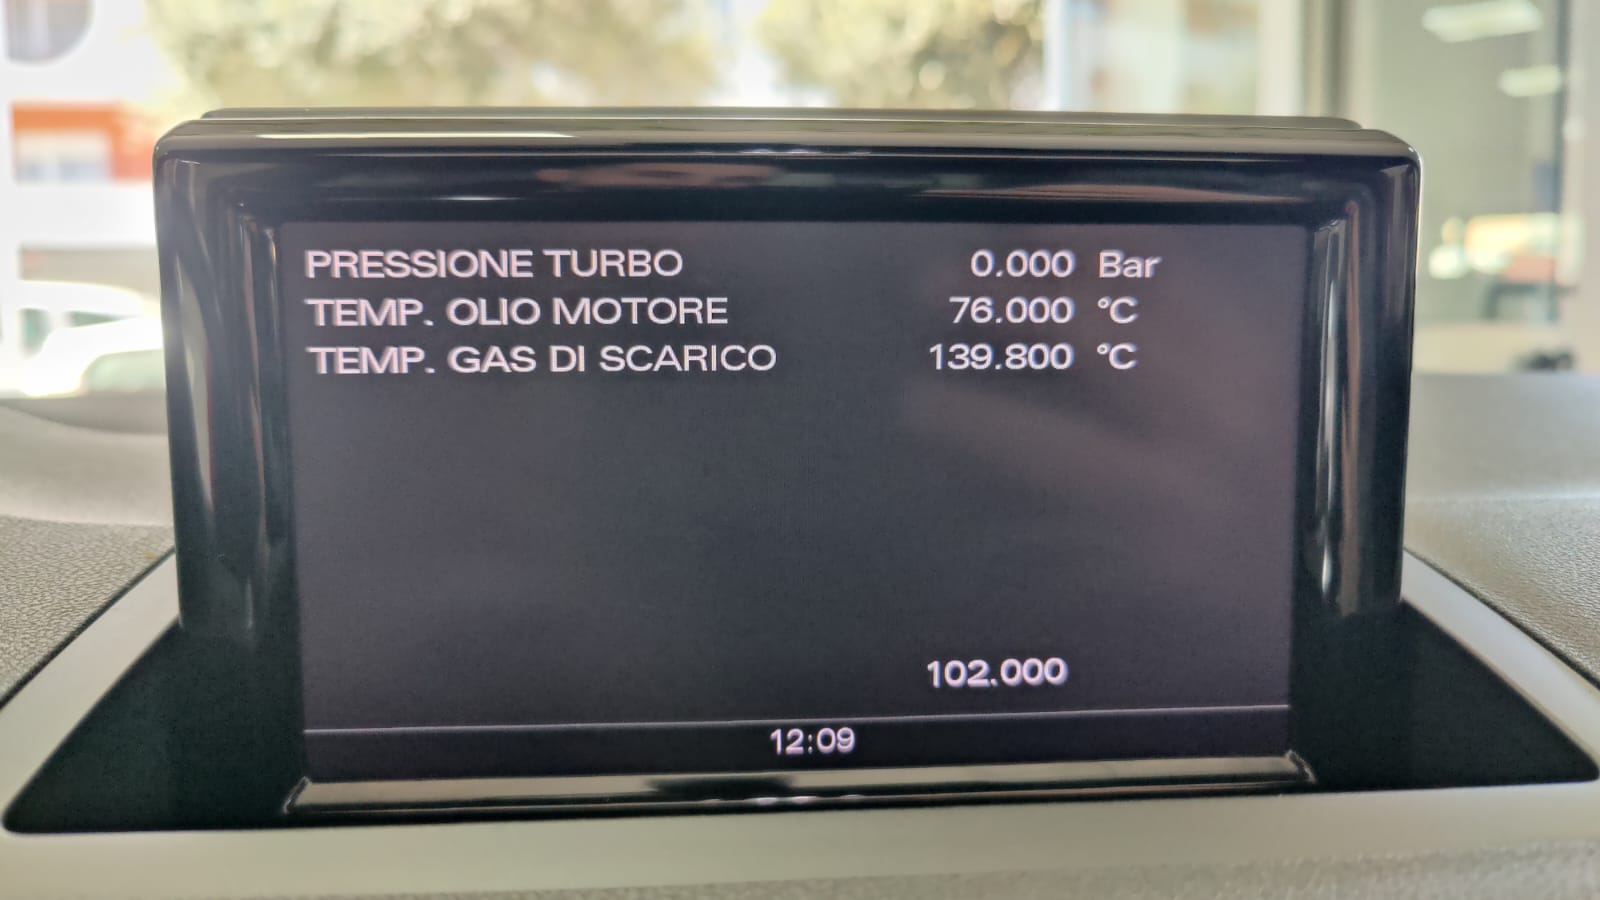 PRESSIONE TURBO 0.000 Bar
TEMP. OLIO MOTORE 76.000 °C
TEMP. GAS DI SCARICO 139.800 °C
102.000
12:09